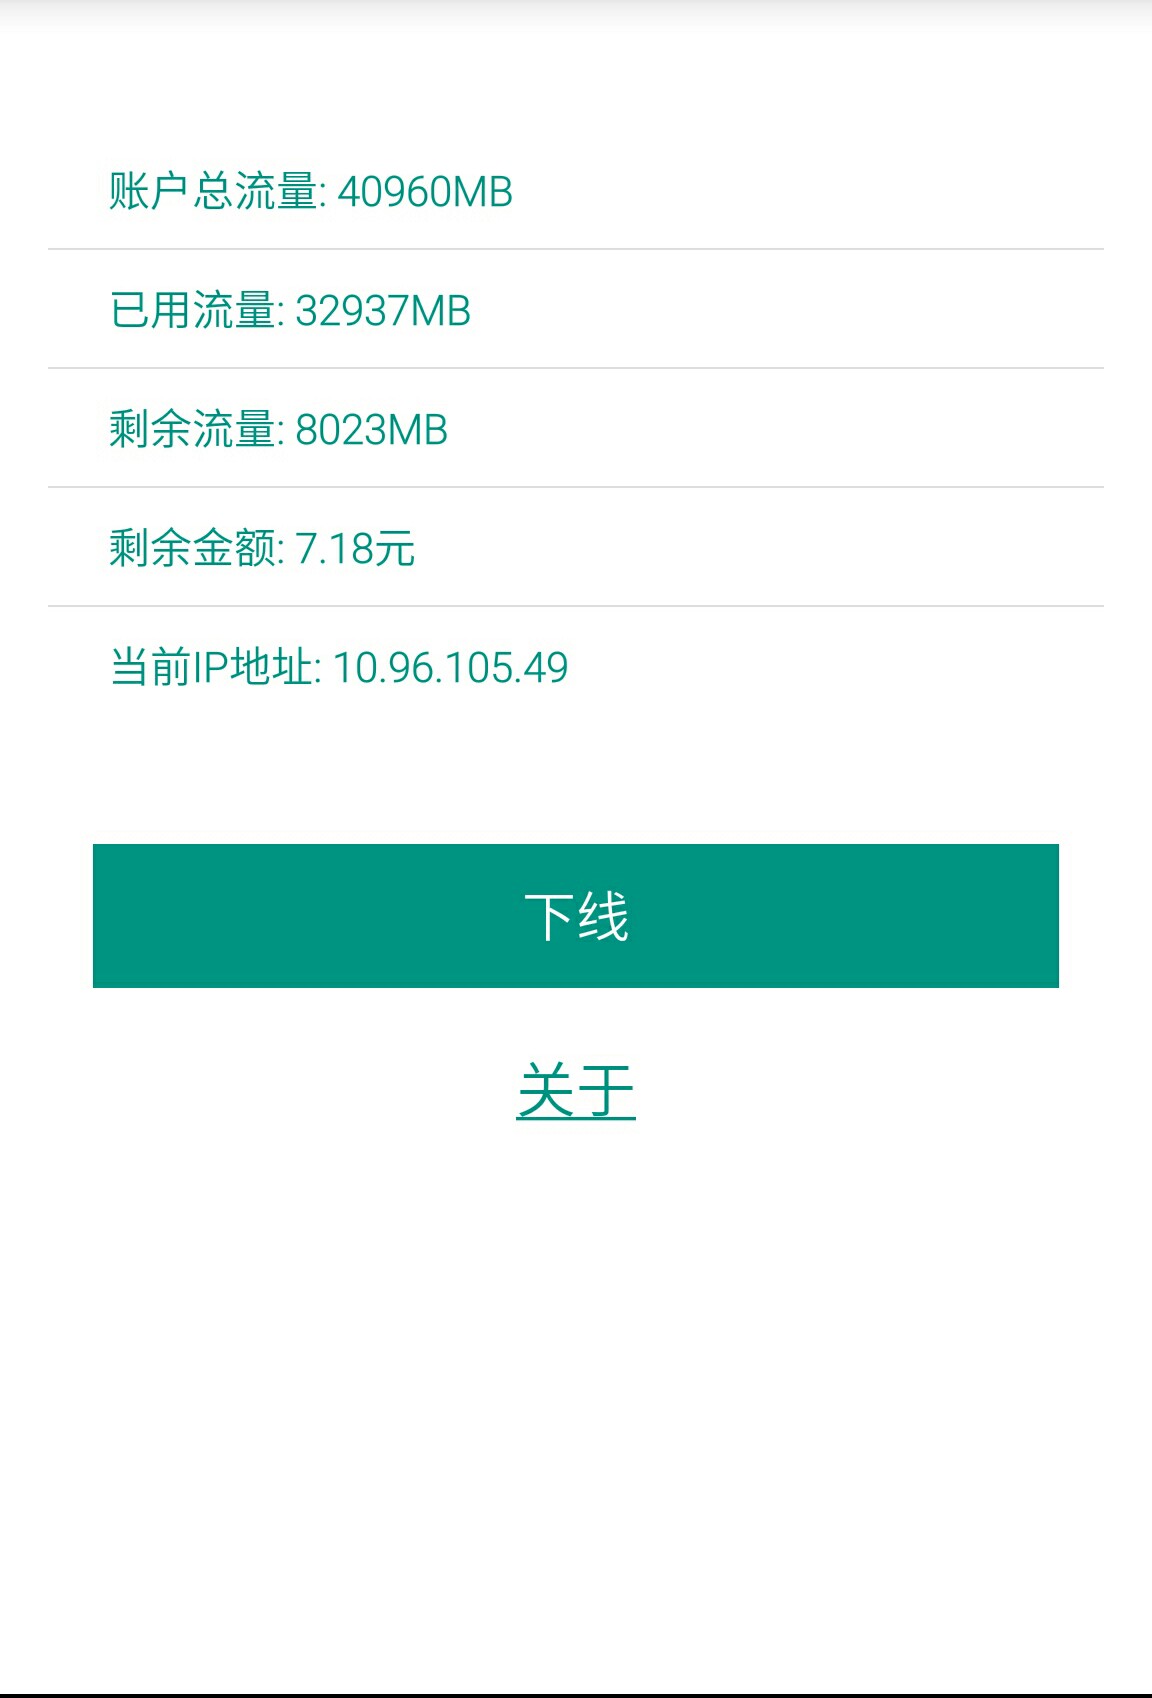 账户总流量: 40960MB
已用流量: 32937MB
剩余流量: 8023MB
剩余金额: 7.18元
当前IP地址: 10.96.105.49
下线
关于